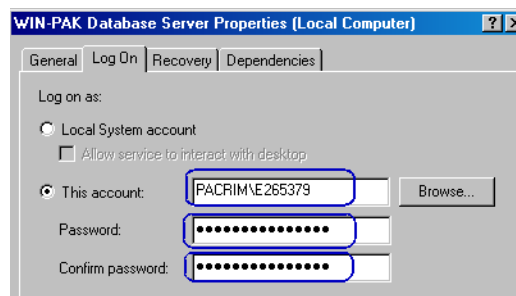 WIN-PAK Database Server Properties (Local Computer)
General Log On Recovery Dependencies
Log on as:
Local System account
Allow service to interact with desktop
This account: PACRIM\E265379 Browse...
Password: •••••••••••••••
Confirm password: •••••••••••••••